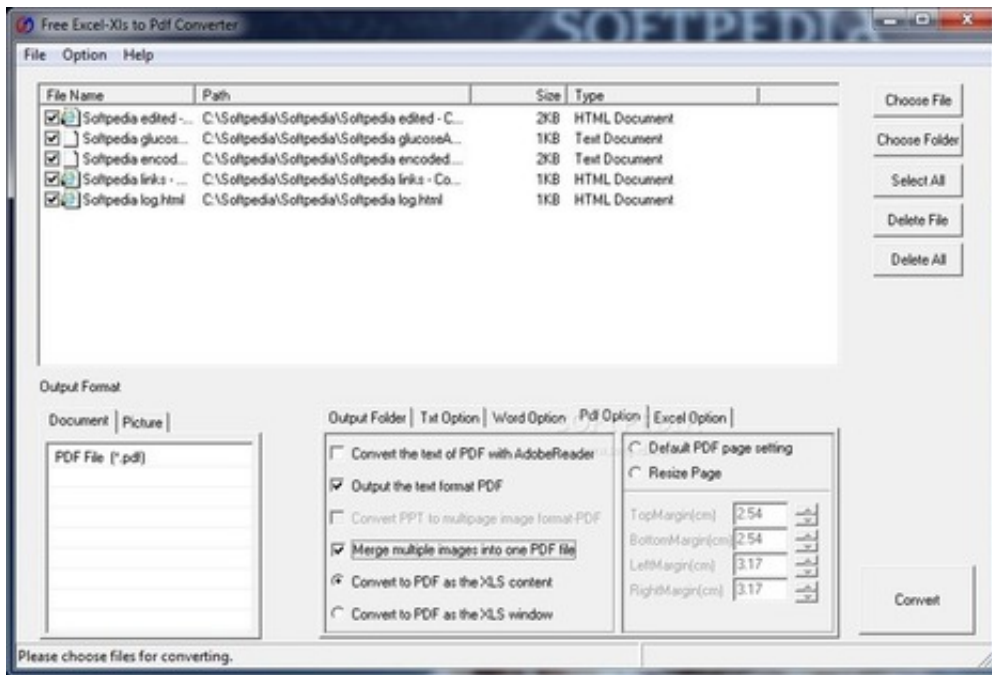 Free Excel-Xls to Pdf Converter
SOFTPEDIA
File Option Help
File Name Path Size Type
Softpedia edited -... C:\Softpedia\Softpedia\Softpedia edited - C... 2KB HTML Document
Softpedia glucos... C:\Softpedia\Softpedia\Softpedia glucoseA... 1KB Text Document
Softpedia encod... C:\Softpedia\Softpedia\Softpedia encoded.... 2KB Text Document
Softpedia links - ... C:\Softpedia\Softpedia\Softpedia links - Co... 1KB HTML Document
Softpedia log.html C:\Softpedia\Softpedia\Softpedia log.html 1KB HTML Document
Choose File
Choose Folder
Select All
Delete File
Delete All
Output Format
Document Picture
PDF File (*.pdf)
Output Folder Txt Option Word Option Pdf Option Excel Option
Convert the text of PDF with AdobeReader
Output the text format PDF
Convert PPT to multipage image format-PDF
Merge multiple images into one PDF file
Convert to PDF as the XLS content
Convert to PDF as the XLS window
Default PDF page setting
Resize Page
TopMargin(cm) 2.54
BottomMargin(cm) 2.54
LeftMargin(cm) 3.17
RightMargin(cm) 3.17
Convert
Please choose files for converting.